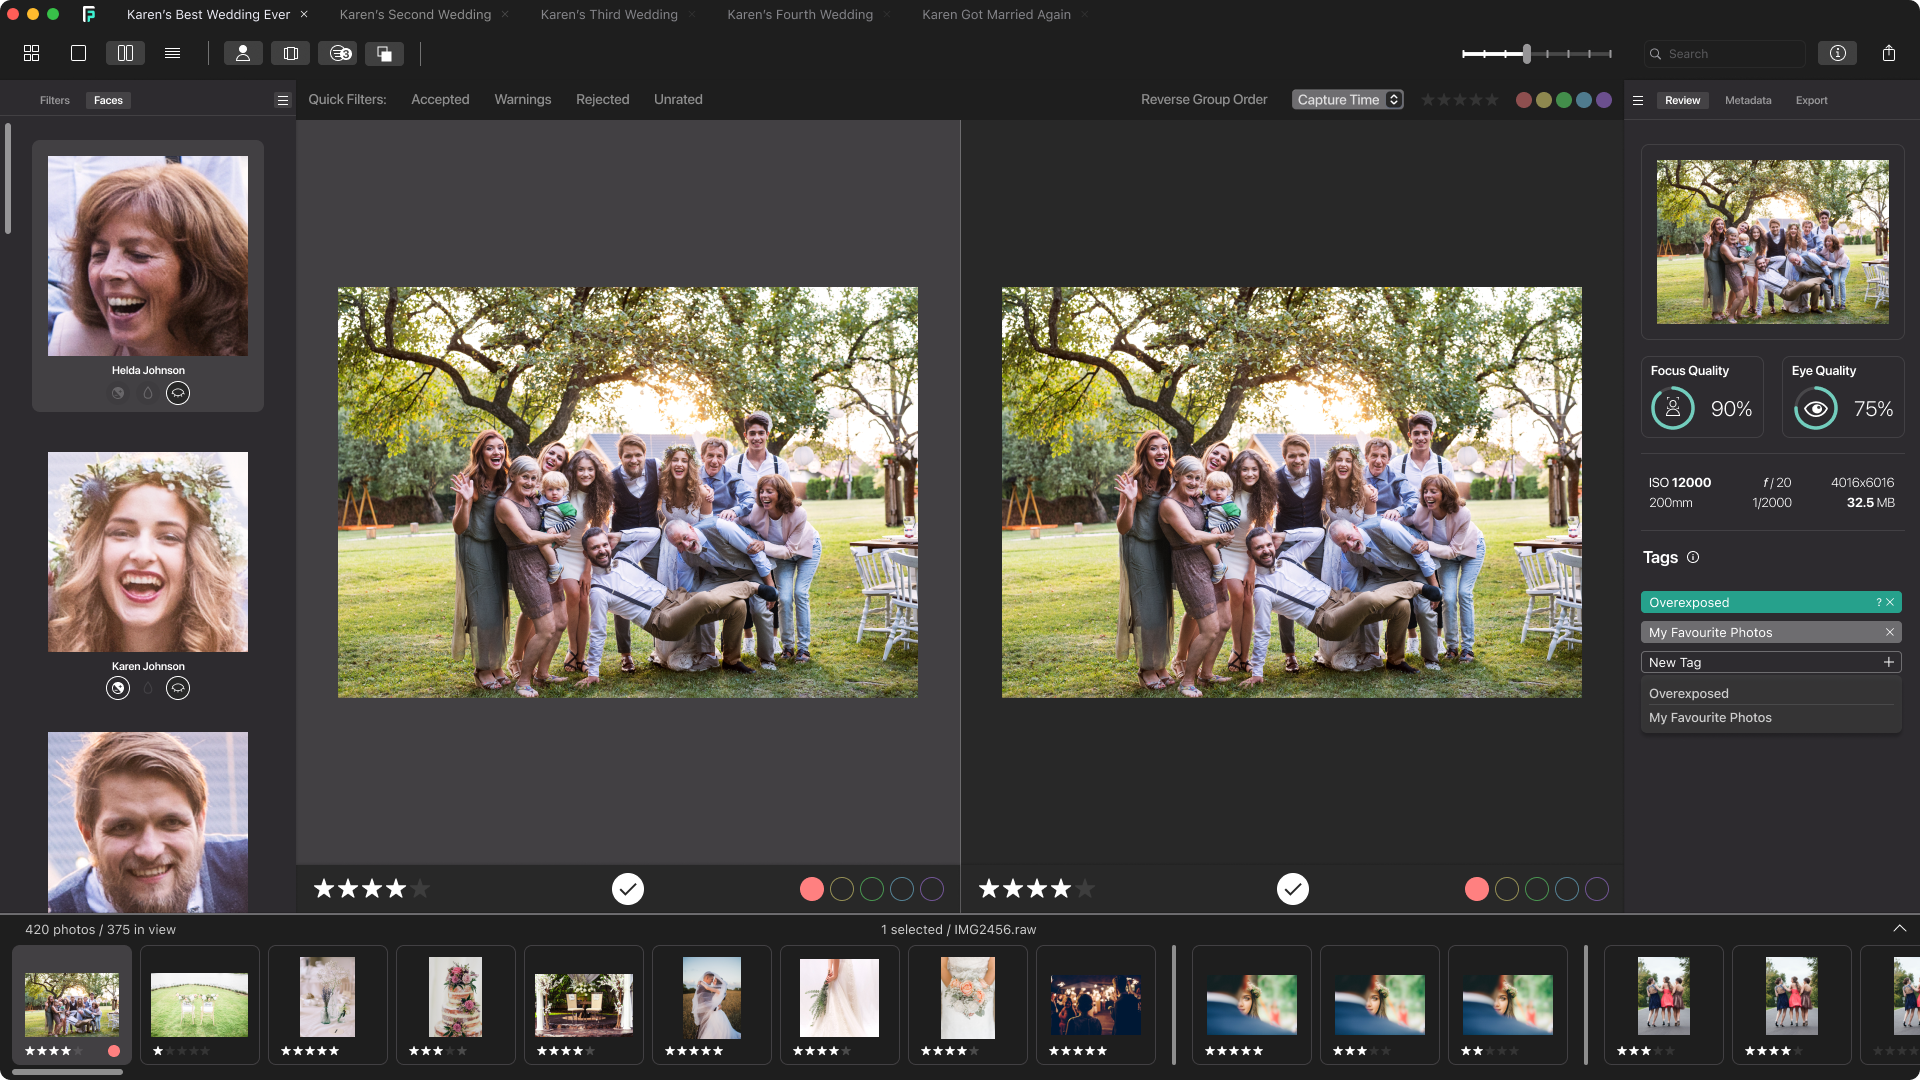 Karen's Best Wedding Ever
Karen's Second Wedding
Karen's Third Wedding
Karen's Fourth Wedding
Karen Got Married Again
3
Search
Filters
Faces
Quick Filters:
Accepted
Warnings
Rejected
Unrated
Reverse Group Order
Capture Time
Review
Metadata
Export
Helda Johnson
Karen Johnson
Focus Quality
90%
Eye Quality
75%
ISO 12000
f / 20
4016x6016
200mm
1/2000
32.5 MB
Tags
Overexposed ?
My Favourite Photos
New Tag
Overexposed
My Favourite Photos
420 photos / 375 in view
1 selected / IMG2456.raw